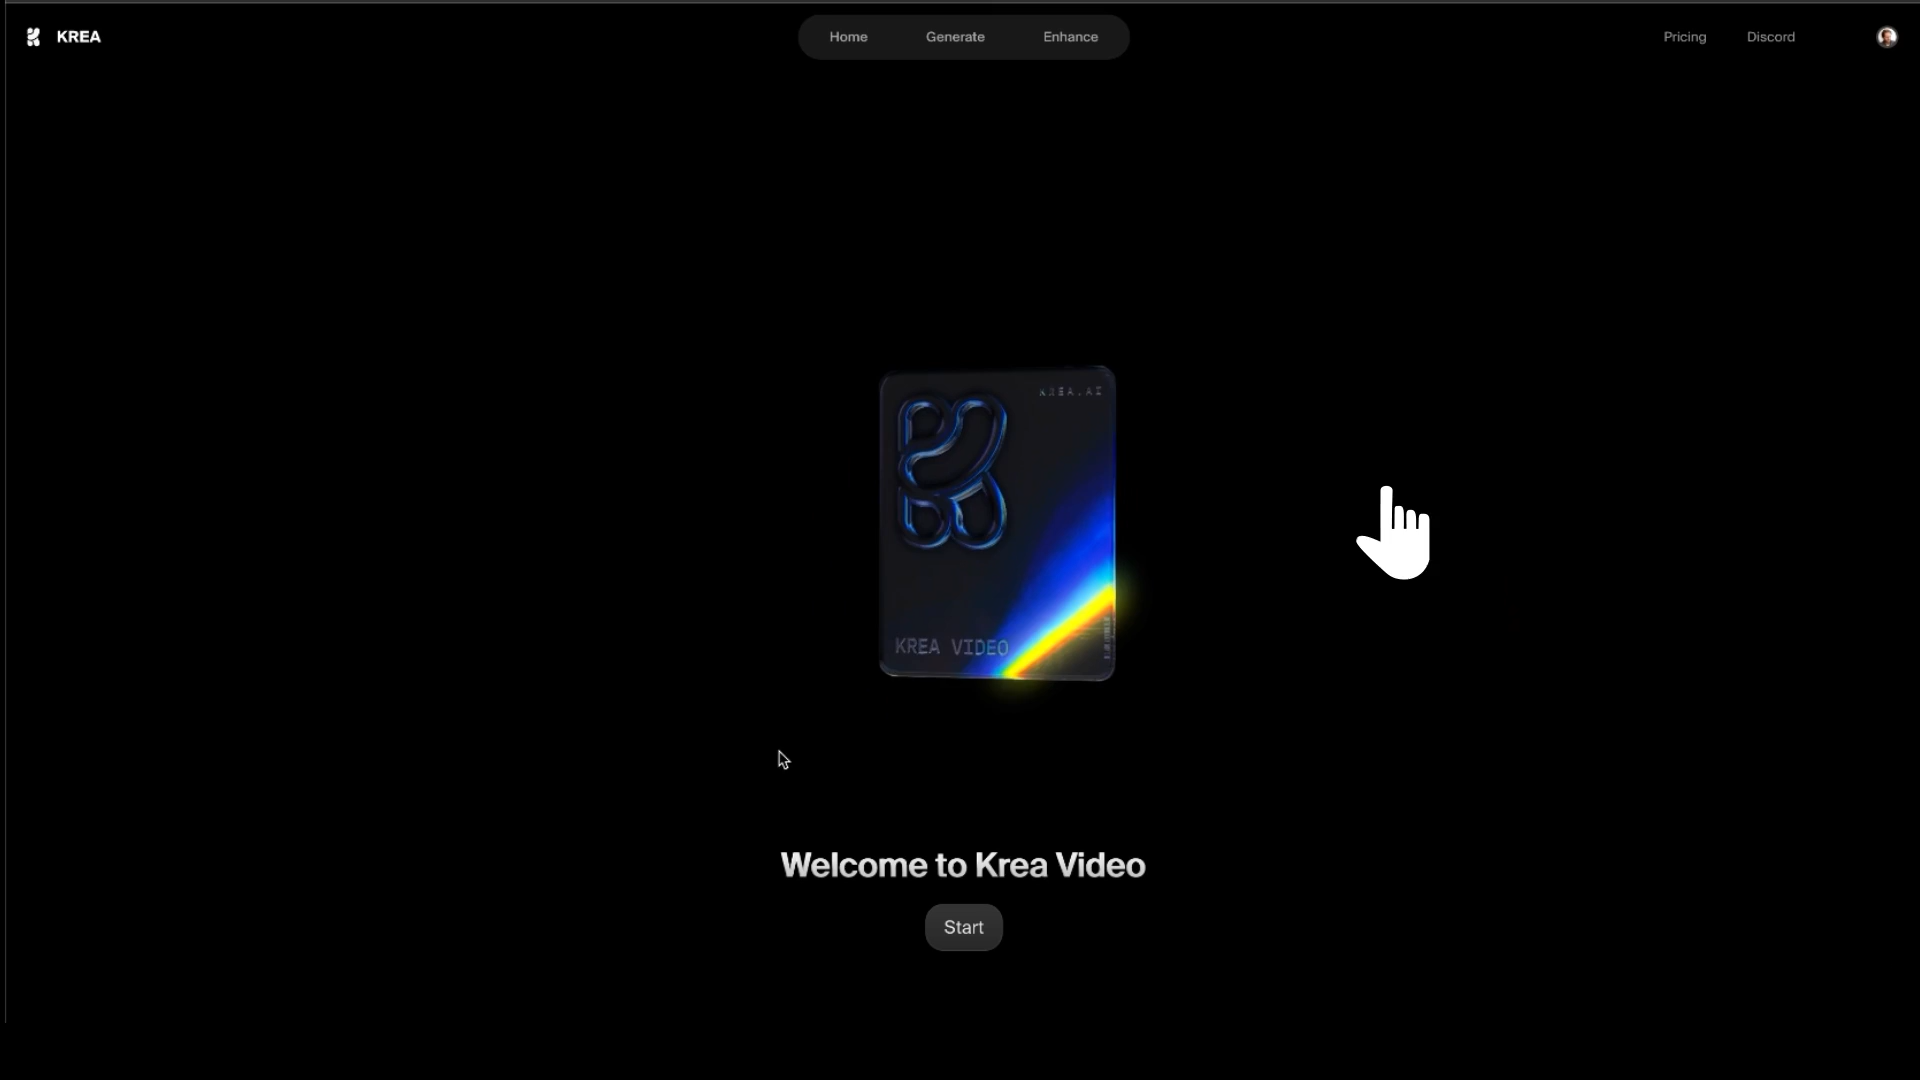 KREA
Home
Generate
Enhance
Pricing
Discord
KREA.AI
KREA VIDEO
Welcome to Krea Video
Start